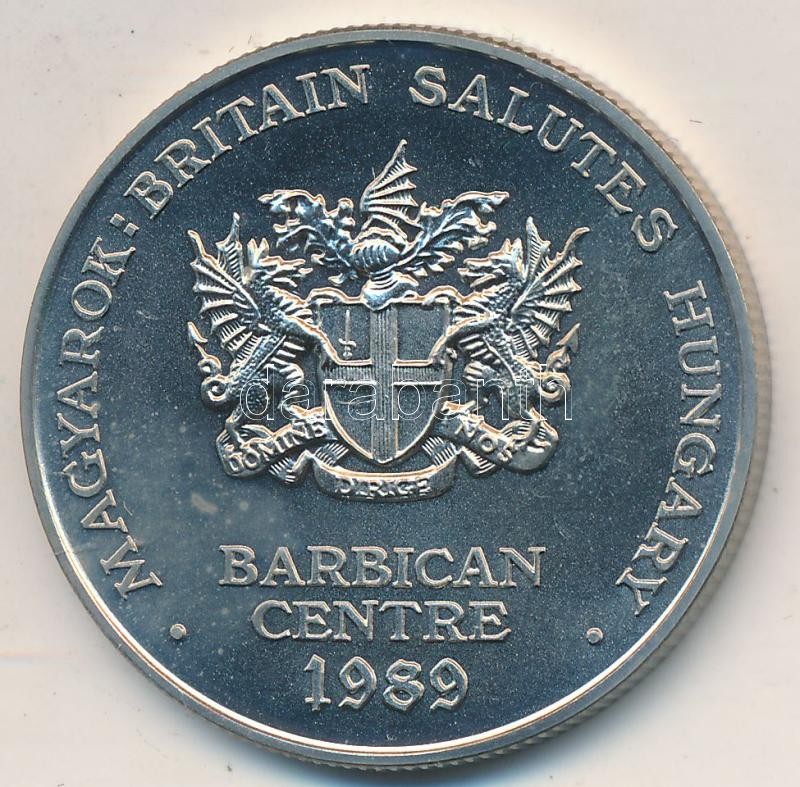 · MAGYAROK: BRITAIN SALUTES HUNGARY ·
DOMINE DIRIGE NOS
BARBICAN
CENTRE
1989
darabanth